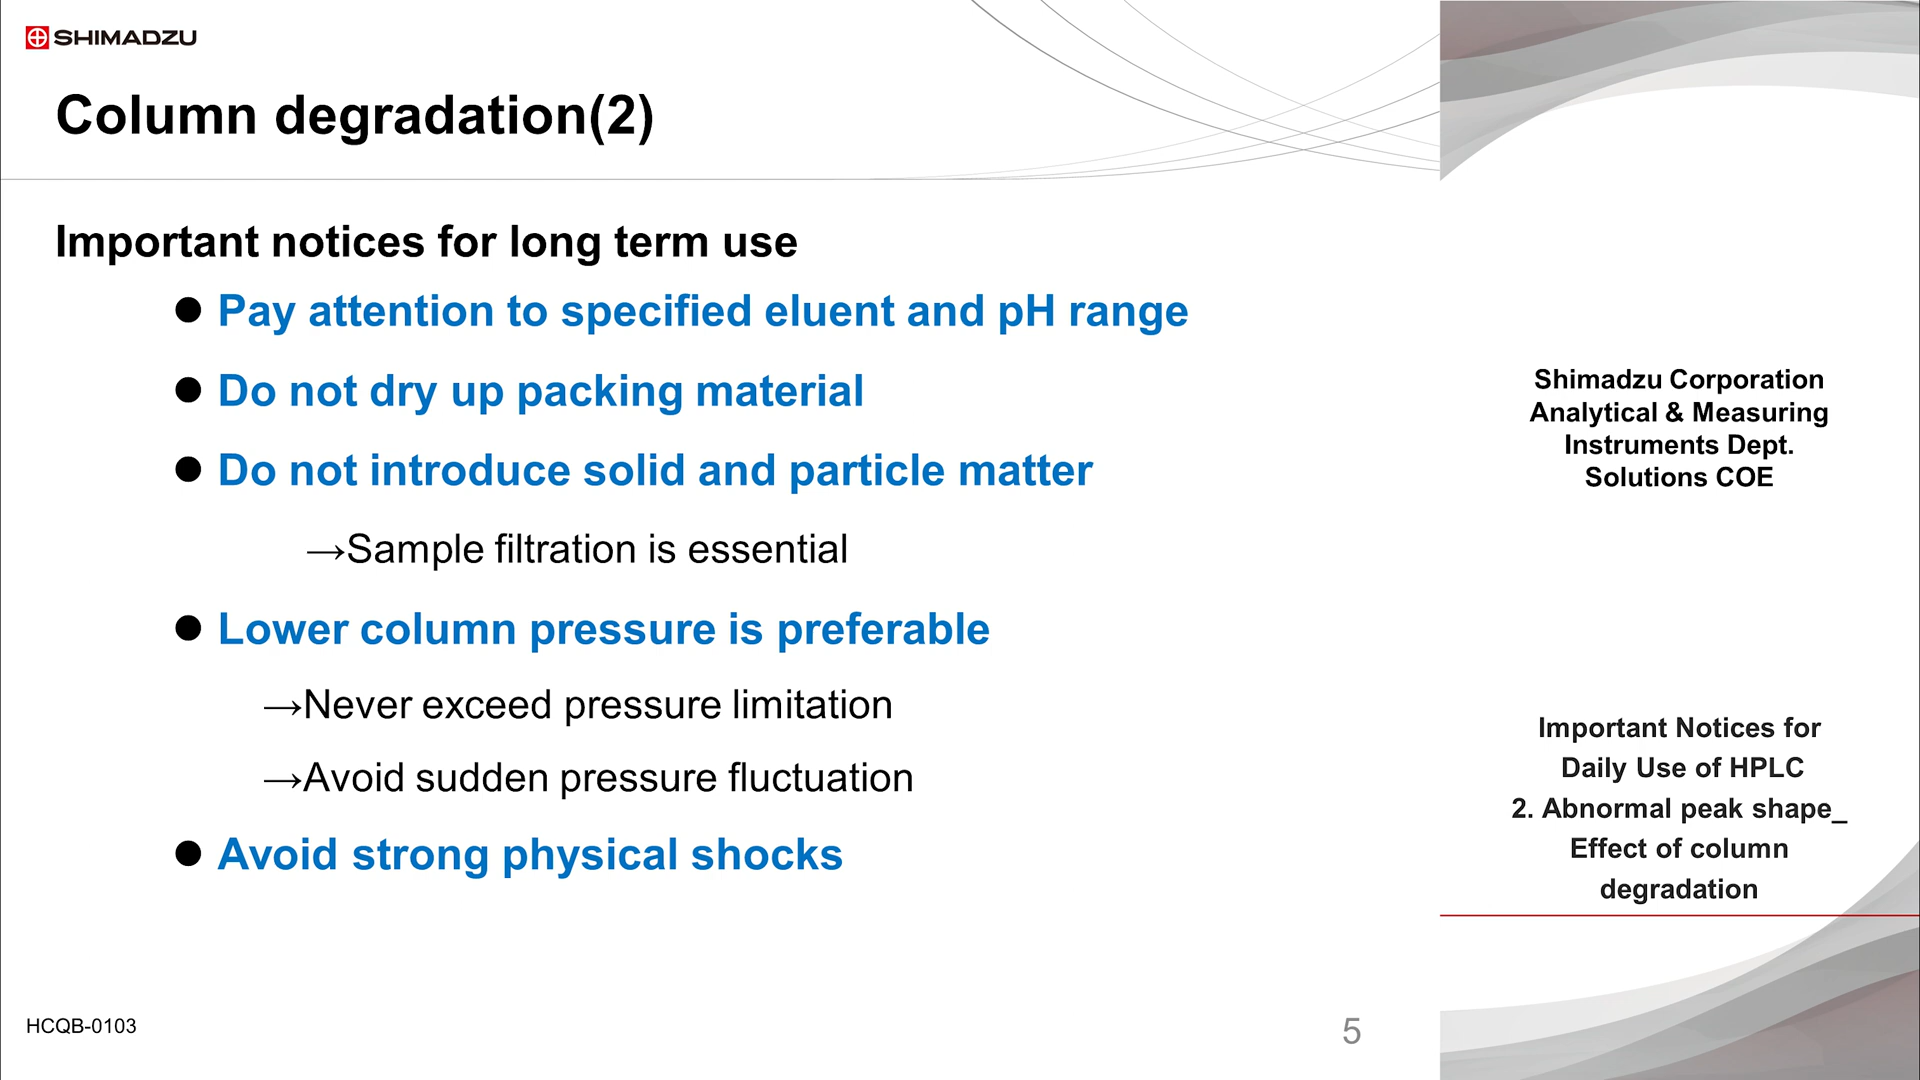 SHIMADZU
Column degradation(2)
Important notices for long term use
● Pay attention to specified eluent and pH range
● Do not dry up packing material
● Do not introduce solid and particle matter
→Sample filtration is essential
● Lower column pressure is preferable
→Never exceed pressure limitation
→Avoid sudden pressure fluctuation
● Avoid strong physical shocks
HCQB-0103
5
Shimadzu Corporation
Analytical & Measuring
Instruments Dept.
Solutions COE
Important Notices for
Daily Use of HPLC
2. Abnormal peak shape_
Effect of column
degradation